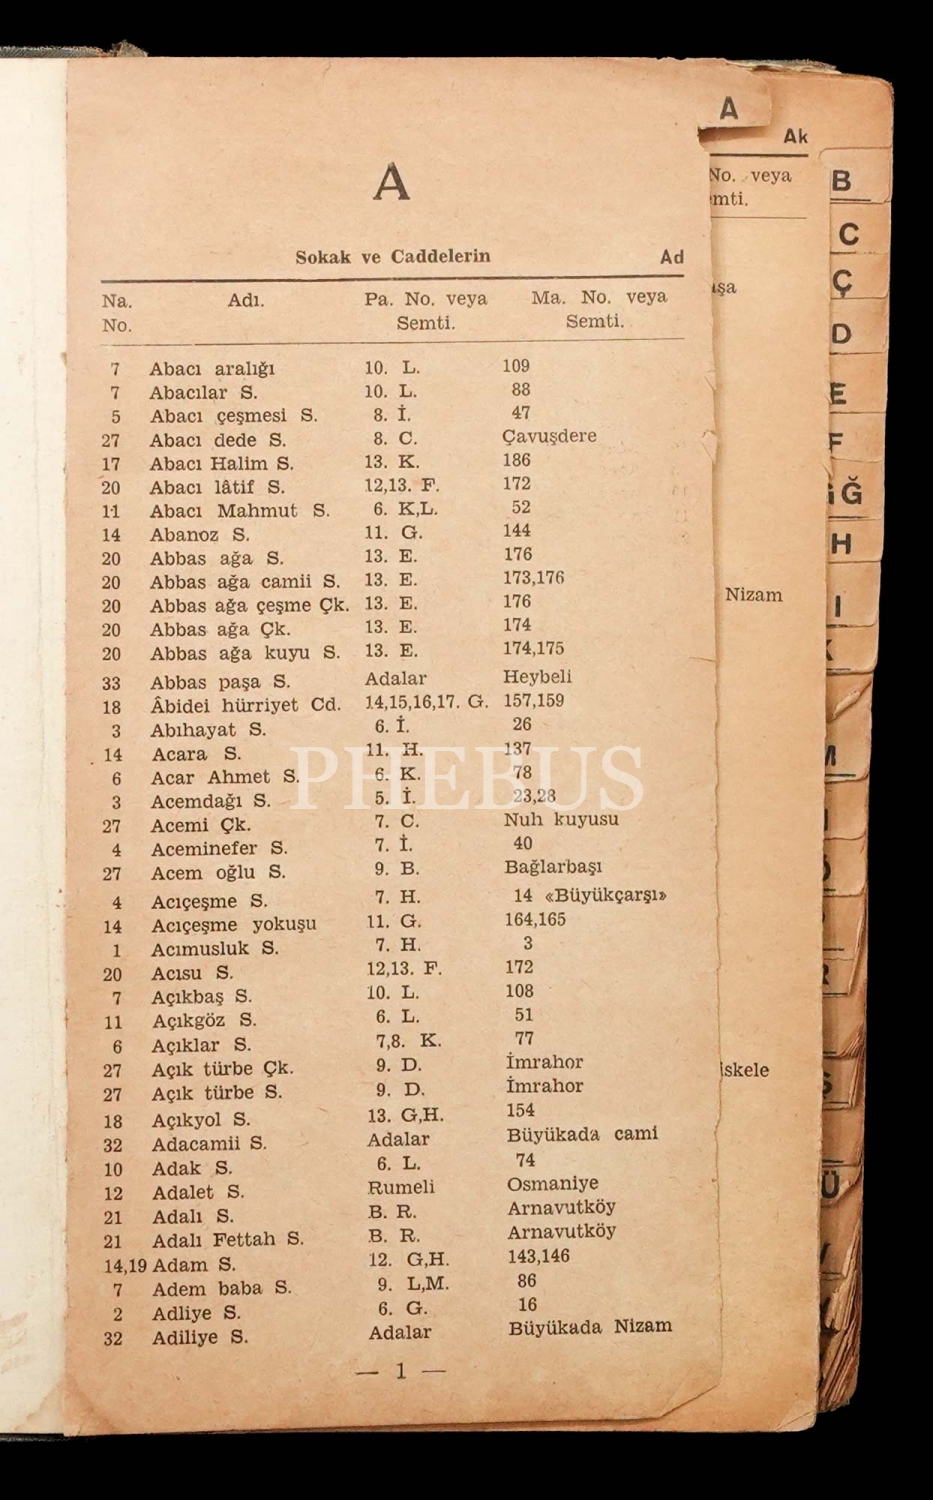 A
Sokak ve Caddelerin Ad
Na. No. Adı. Pa. No. veya Semti. Ma. No. veya Semti.
7 Abacı aralığı 10. L. 109
7 Abacılar S. 10. L. 88
5 Abacı çeşmesi S. 8. İ. 47
27 Abacı dede S. 8. C. Çavuşdere
17 Abacı Halim S. 13. K. 186
20 Abacı lâtif S. 12,13. F. 172
11 Abacı Mahmut S. 6. K,L. 52
14 Abanoz S. 11. G. 144
20 Abbas ağa S. 13. E. 176
20 Abbas ağa camii S. 13. E. 173,176
20 Abbas ağa çeşme Çk. 13. E. 176
20 Abbas ağa Çk. 13. E. 174
20 Abbas ağa kuyu S. 13. E. 174,175
33 Abbas paşa S. Adalar Heybeli
18 Âbidei hürriyet Cd. 14,15,16,17. G. 157,159
3 Abıhayat S. 6. İ. 26
14 Acara S. 11. H. 137
6 Acar Ahmet S. 6. K. 78
3 Acemdağı S. 5. İ. 23,28
27 Acemi Çk. 7. C. Nuh kuyusu
4 Aceminefer S. 7. İ. 40
27 Acem oğlu S. 9. B. Bağlarbaşı
4 Acıçeşme S. 7. H. 14 «Büyükçarşı»
14 Acıçeşme yokuşu 11. G. 164,165
1 Acımusluk S. 7. H. 3
20 Acısu S. 12,13. F. 172
7 Açıkbaş S. 10. L. 108
11 Açıkgöz S. 6. L. 51
6 Açıklar S. 7,8. K. 77
27 Açık türbe Çk. 9. D. İmrahor
27 Açık türbe S. 9. D. İmrahor
18 Açıkyol S. 13. G,H. 154
32 Adacamii S. Adalar Büyükada cami
10 Adak S. 6. L. 74
12 Adalet S. Rumeli Osmaniye
21 Adalı S. B. R. Arnavutköy
21 Adalı Fettah S. B. R. Arnavutköy
14,19 Adam S. 12. G,H. 143,146
7 Adem baba S. 9. L,M. 86
2 Adliye S. 6. G. 16
32 Adiliye S. Adalar Büyükada Nizam
— 1 —
PHEBUS
A
Ak
No. veya
Nizam
B
C
Ç
D
E
F
Ğ
H
I
Ü